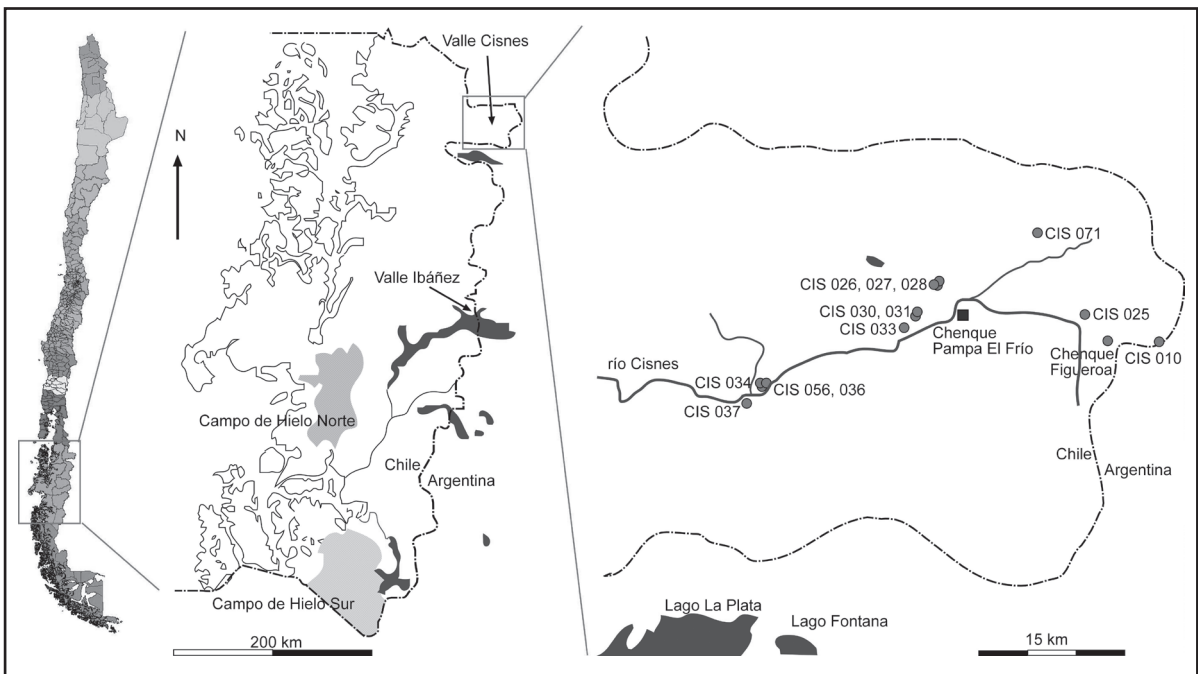 Valle Cisnes
N
Valle Ibáñez
Campo de Hielo Norte
Chile
Argentina
Campo de Hielo Sur
200 km
CIS 071
CIS 026, 027, 028
CIS 030, 031
CIS 033
CIS 025
Chenque
Pampa El Frío
Chenque
Figueroa
CIS 010
río Cisnes
CIS 034
CIS 056, 036
CIS 037
Chile
Argentina
Lago La Plata
Lago Fontana
15 km